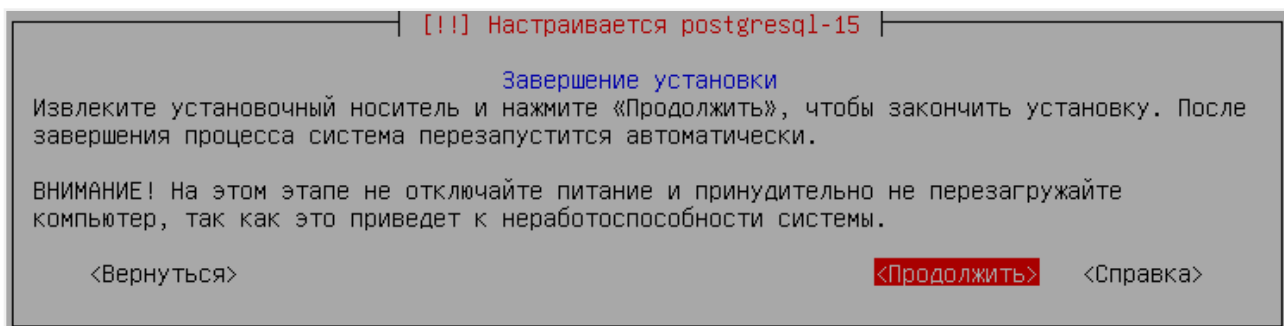 [!!] Настраивается postgresql-15
Завершение установки
Извлеките установочный носитель и нажмите «Продолжить», чтобы закончить установку. После
завершения процесса система перезапустится автоматически.
ВНИМАНИЕ! На этом этапе не отключайте питание и принудительно не перезагружайте
компьютер, так как это приведет к неработоспособности системы.
<Вернуться> <Продолжить> <Справка>